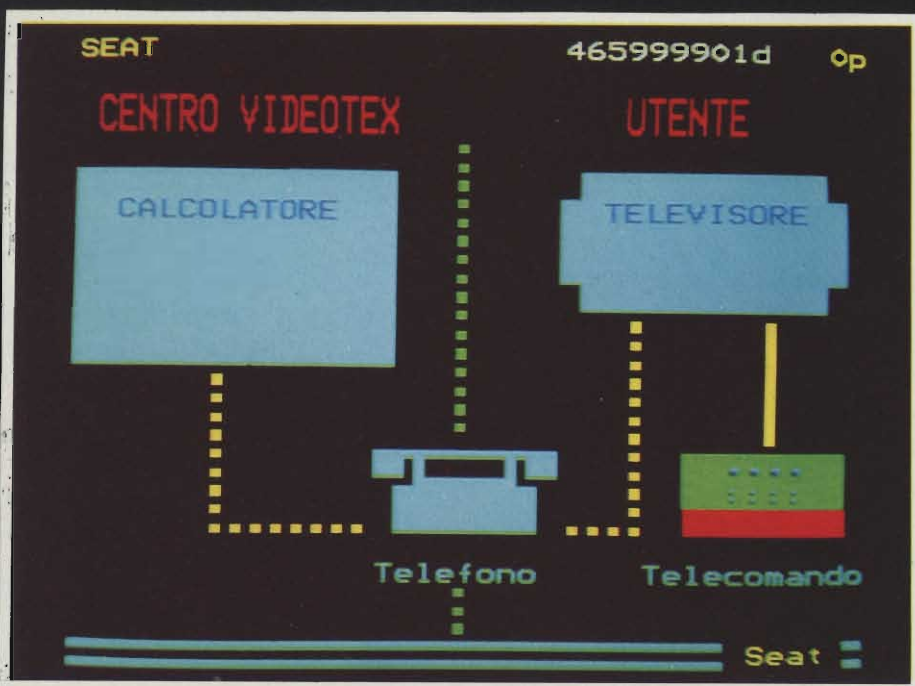 SEAT 465999901d 0p
CENTRO VIDEOTEX UTENTE
CALCOLATORE TELEVISORE
Telefono Telecomando
Seat